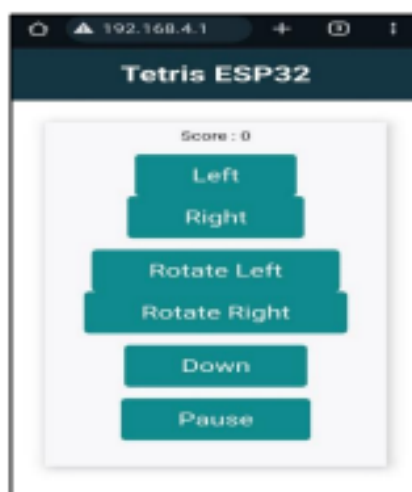 192.168.4.1
Tetris ESP32
Score : 0
Left
Right
Rotate Left
Rotate Right
Down
Pause